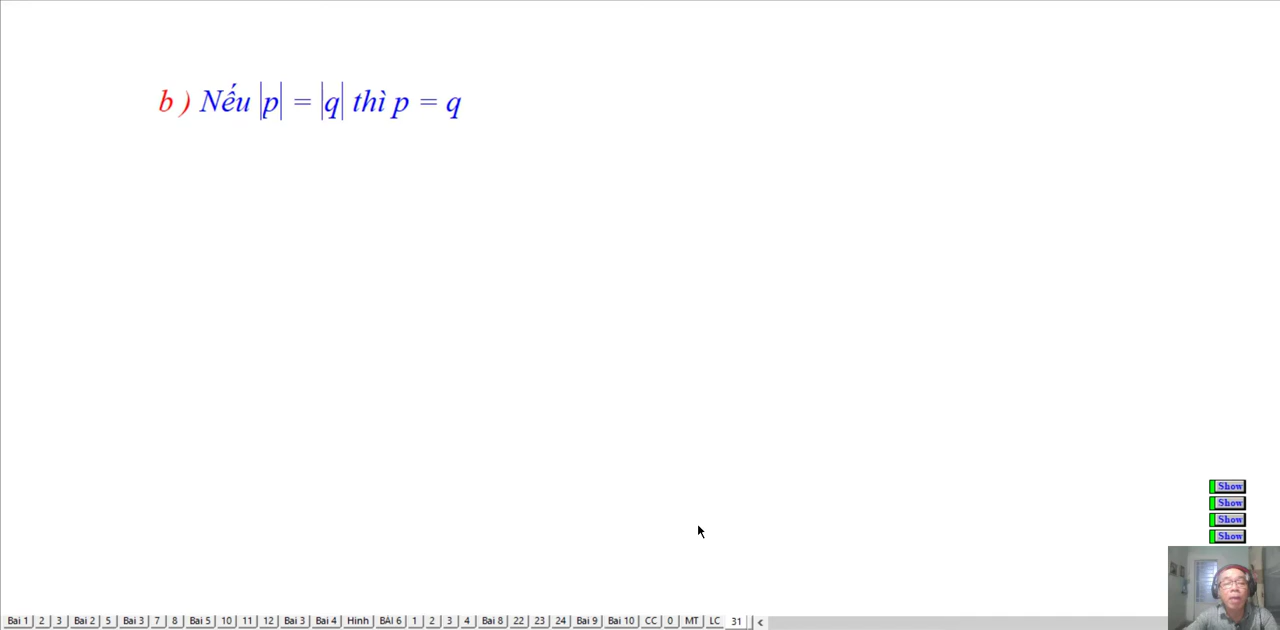 b ) Nếu |p| = |q| thì p = q
Show
Show
Show
Show
Bai 1 2 3 Bai 2 5 Bai 3 7 8 Bai 5 10 11 12 Bai 3 Bai 4 Hinh BÀI 6 1 2 3 4 Bai 8 22 23 24 Bai 9 Bai 10 CC 0 MT LC 31 <